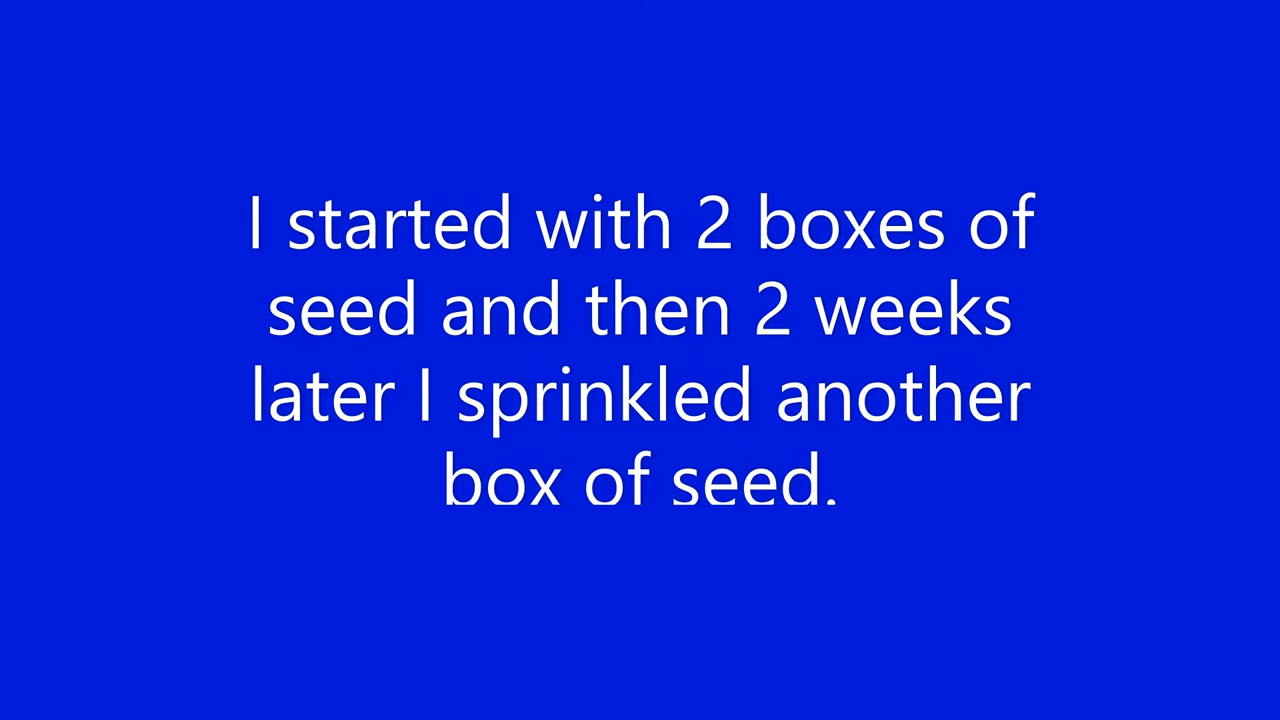 I started with 2 boxes of
seed and then 2 weeks
later I sprinkled another
box of seed.